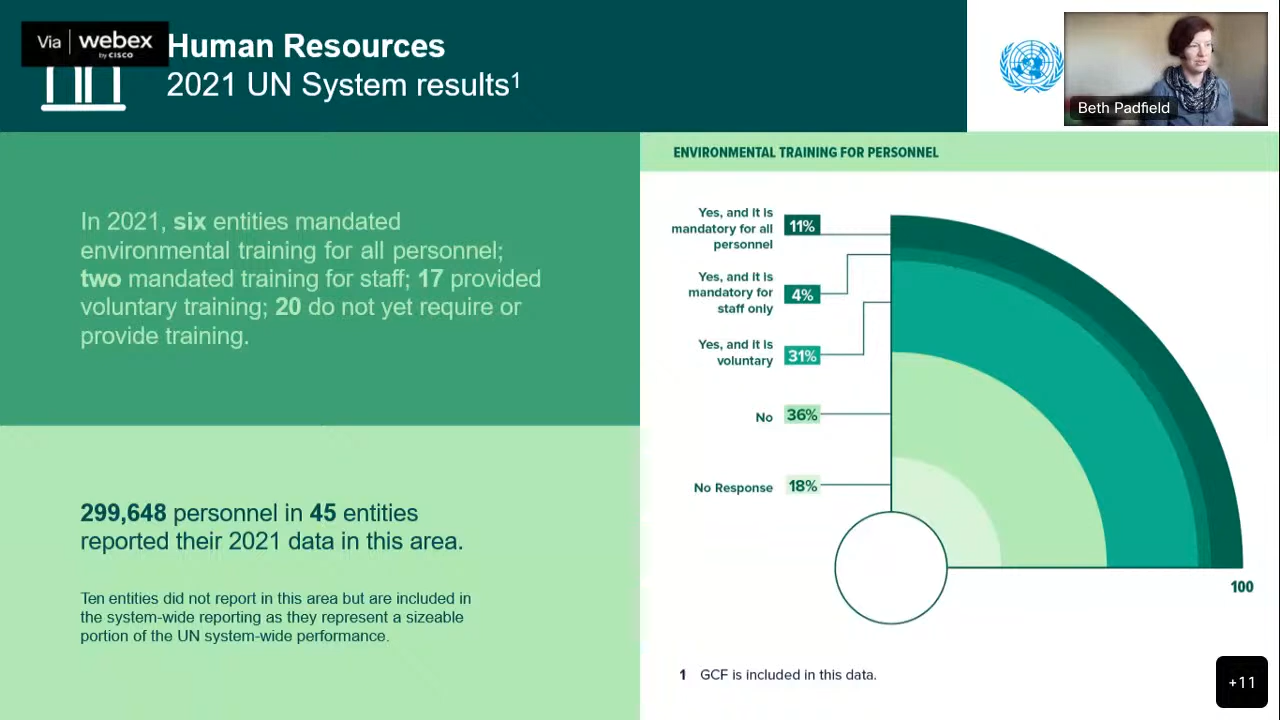 Via webex
by CISCO
Human Resources
2021 UN System results¹
Beth Padfield
In 2021, six entities mandated
environmental training for all personnel;
two mandated training for staff; 17 provided
voluntary training; 20 do not yet require or
provide training.
299,648 personnel in 45 entities
reported their 2021 data in this area.
Ten entities did not report in this area but are included in
the system-wide reporting as they represent a sizeable
portion of the UN system-wide performance.
ENVIRONMENTAL TRAINING FOR PERSONNEL
Yes, and it is
mandatory for all
personnel
11%
Yes, and it is
mandatory for
staff only
4%
Yes, and it is
voluntary
31%
No
36%
No Response
18%
100
1 GCF is included in this data.
+11